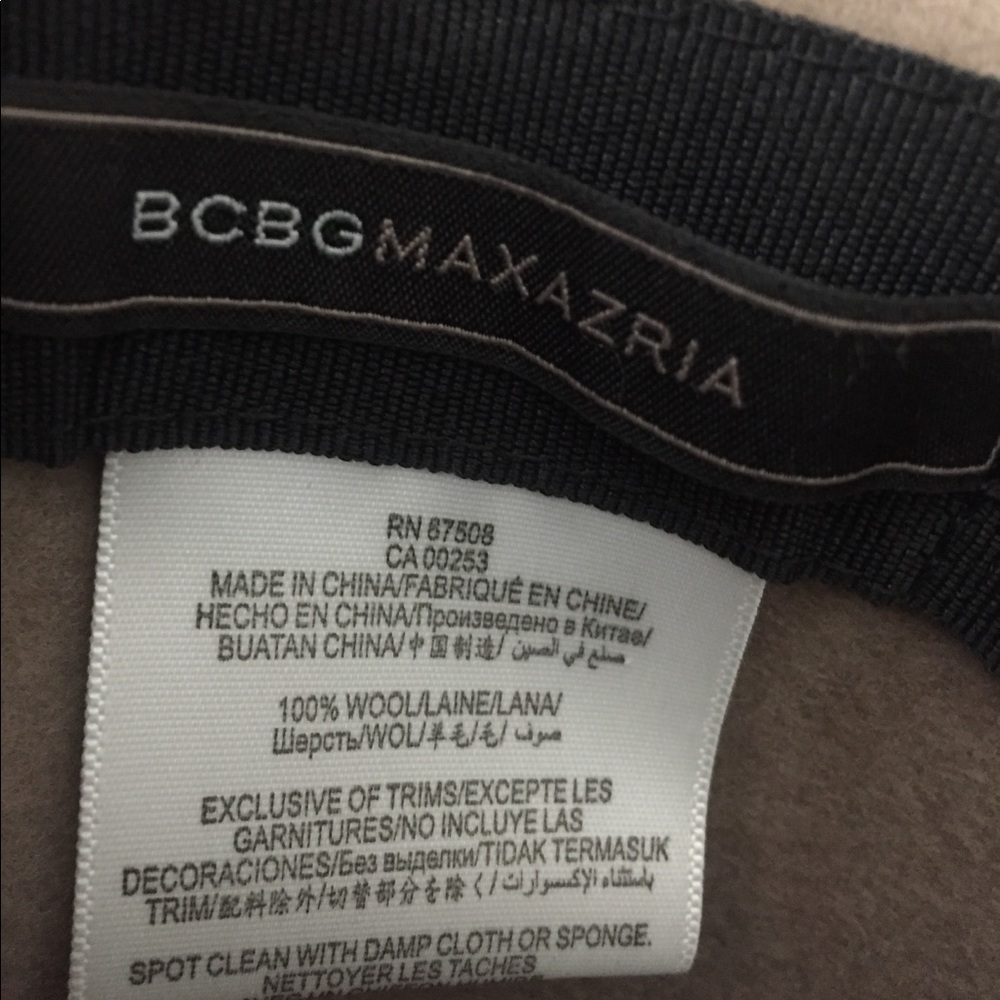 BCBGMAXAZRIA
RN 67508
CA 00253
MADE IN CHINA/FABRIQUÉ EN CHINE/
HECHO EN CHINA/Произведено в Китае/
BUATAN CHINA/中国制造/ صنع في الصين
100% WOOL/LAINE/LANA/
Шерсть/WOL/羊毛/毛/ صوف
EXCLUSIVE OF TRIMS/EXCEPTE LES
GARNITURES/NO INCLUYE LAS
DECORACIONES/Без выделки/TIDAK TERMASUK
TRIM/配料除外/切替部分を除く/باستثناء الإكسسوارات
SPOT CLEAN WITH DAMP CLOTH OR SPONGE.
NETTOYER LES TACHES